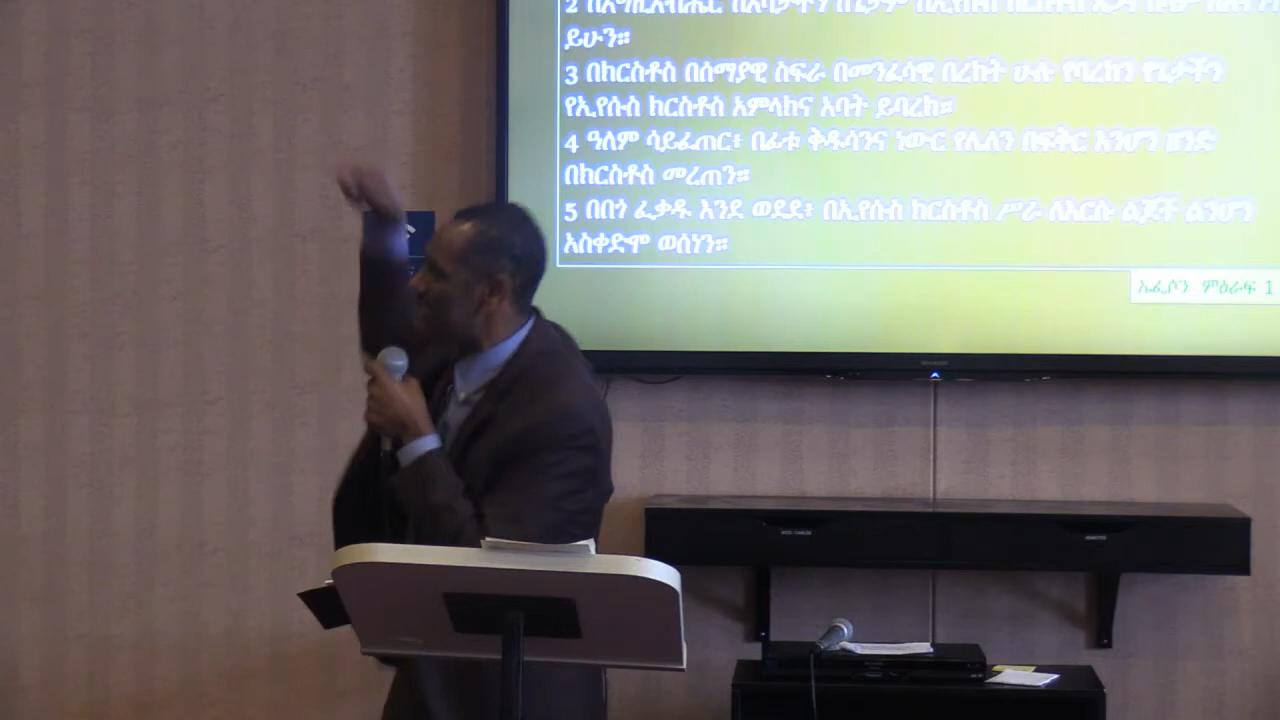 ይሁን።
3 በክርስቶስ በሰማያዊ ስፍራ በመንፈሳዊ በረከት ሁሉ የባረከን የጌታችን
የኢየሱስ ክርስቶስ አምላክና አባት ይባረክ።
4 ዓለም ሳይፈጠር፥ በፊቱ ቅዱሳንና ነውር የሌለን በፍቅር እንሆን ዘንድ
በክርስቶስ መረጠን።
5 በበጎ ፈቃዱ እንደ ወደደ፥ በኢየሱስ ክርስቶስ ሥራ ለእርሱ ልጆች ልንሆን
አስቀድሞ ወሰነን።
ኤፌሶን ምዕራፍ 1